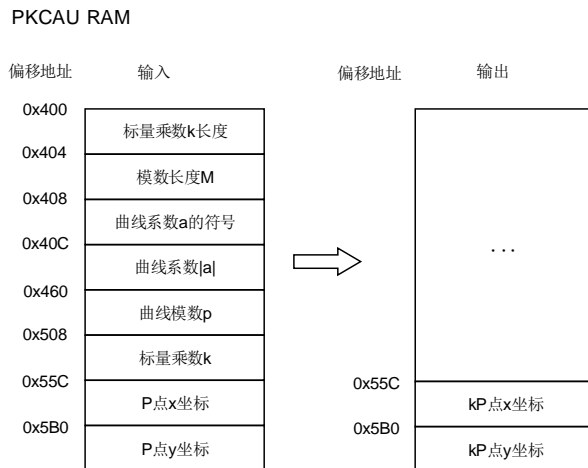 PKCAU RAM
偏移地址 输入 偏移地址 输出
0x400
标量乘数k长度
0x404
模数长度M
0x408
曲线系数a的符号
0x40C
曲线系数|a|
0x460
曲线模数p
0x508
标量乘数k
0x55C
P点x坐标
0x5B0
P点y坐标
...
0x55C
kP点x坐标
0x5B0
kP点y坐标